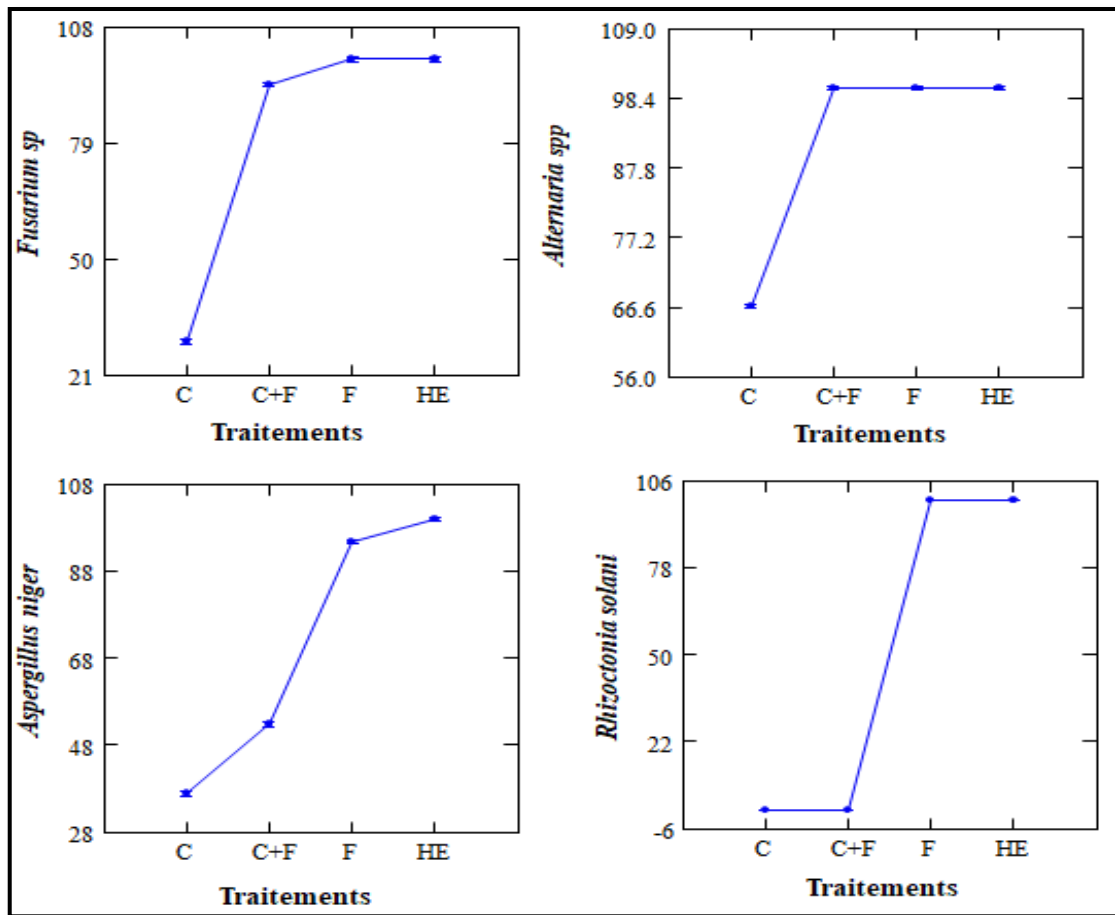 Fusarium sp
108
79
50
21
C C+F F HE
Traitements
Alternaria spp
109.0
98.4
87.8
77.2
66.6
56.0
C C+F F HE
Traitements
Aspergillus niger
108
88
68
48
28
C C+F F HE
Traitements
Rhizoctonia solani
106
78
50
22
-6
C C+F F HE
Traitements